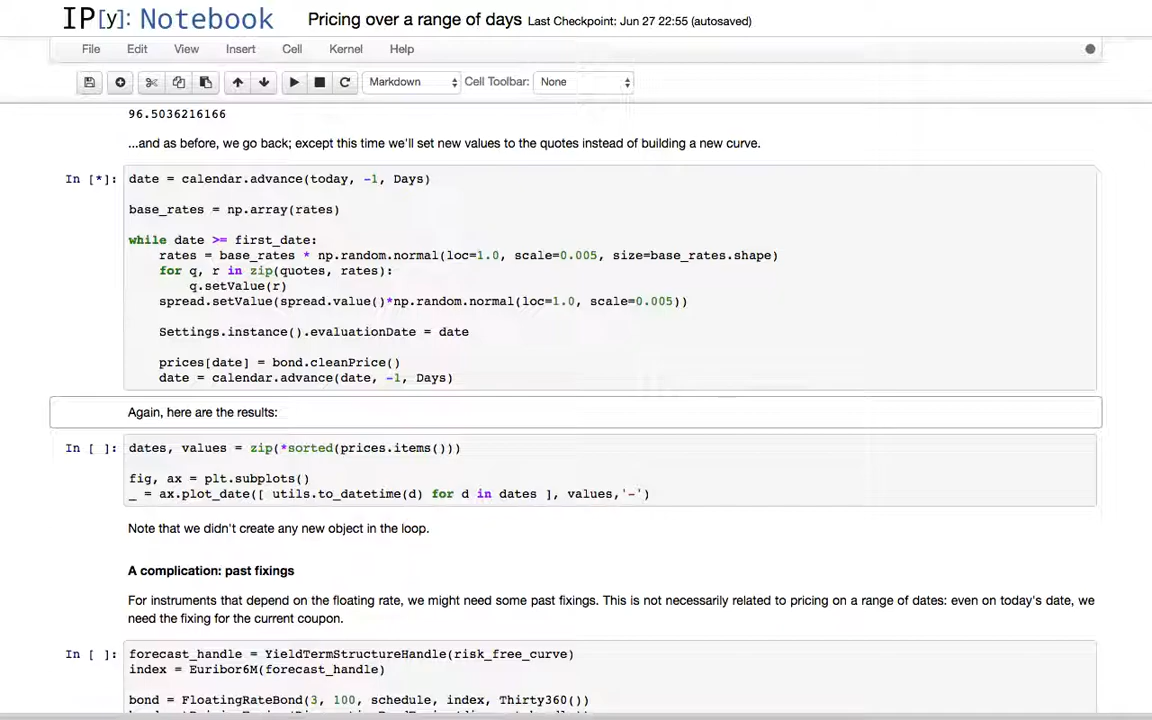 IP[y]: Notebook Pricing over a range of days Last Checkpoint: Jun 27 22:55 (autosaved)
File Edit View Insert Cell Kernel Help
Markdown Cell Toolbar: None
96.5036216166
...and as before, we go back; except this time we'll set new values to the quotes instead of building a new curve.
In [*]: date = calendar.advance(today, -1, Days)
base_rates = np.array(rates)
while date >= first_date:
rates = base_rates * np.random.normal(loc=1.0, scale=0.005, size=base_rates.shape)
for q, r in zip(quotes, rates):
q.setValue(r)
spread.setValue(spread.value()*np.random.normal(loc=1.0, scale=0.005))
Settings.instance().evaluationDate = date
prices[date] = bond.cleanPrice()
date = calendar.advance(date, -1, Days)
Again, here are the results:
In [ ]: dates, values = zip(*sorted(prices.items()))
fig, ax = plt.subplots()
_ = ax.plot_date([ utils.to_datetime(d) for d in dates ], values,'-')
Note that we didn't create any new object in the loop.
A complication: past fixings
For instruments that depend on the floating rate, we might need some past fixings. This is not necessarily related to pricing on a range of dates: even on today's date, we
need the fixing for the current coupon.
In [ ]: forecast_handle = YieldTermStructureHandle(risk_free_curve)
index = Euribor6M(forecast_handle)
bond = FloatingRateBond(3, 100, schedule, index, Thirty360())